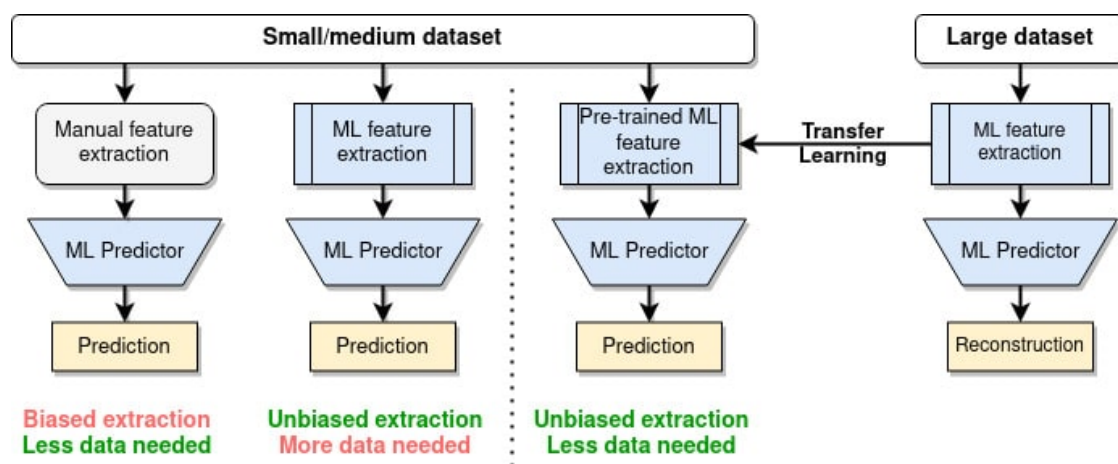 Small/medium dataset
Large dataset
Manual feature
extraction
ML feature
extraction
Pre-trained ML
feature
extraction
Transfer
Learning
ML feature
extraction
ML Predictor
ML Predictor
ML Predictor
ML Predictor
Prediction
Prediction
Prediction
Reconstruction
Biased extraction
Less data needed
Unbiased extraction
More data needed
Unbiased extraction
Less data needed